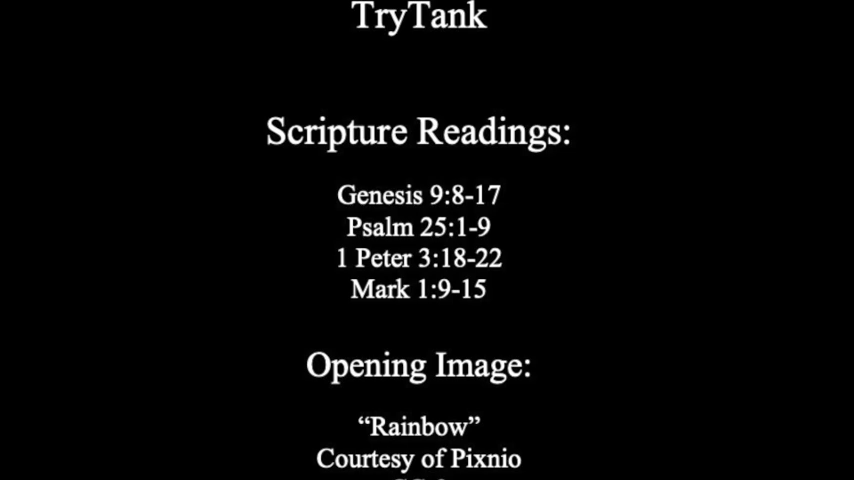 TryTank
Scripture Readings:
Genesis 9:8-17
Psalm 25:1-9
1 Peter 3:18-22
Mark 1:9-15
Opening Image:
“Rainbow”
Courtesy of Pixnio